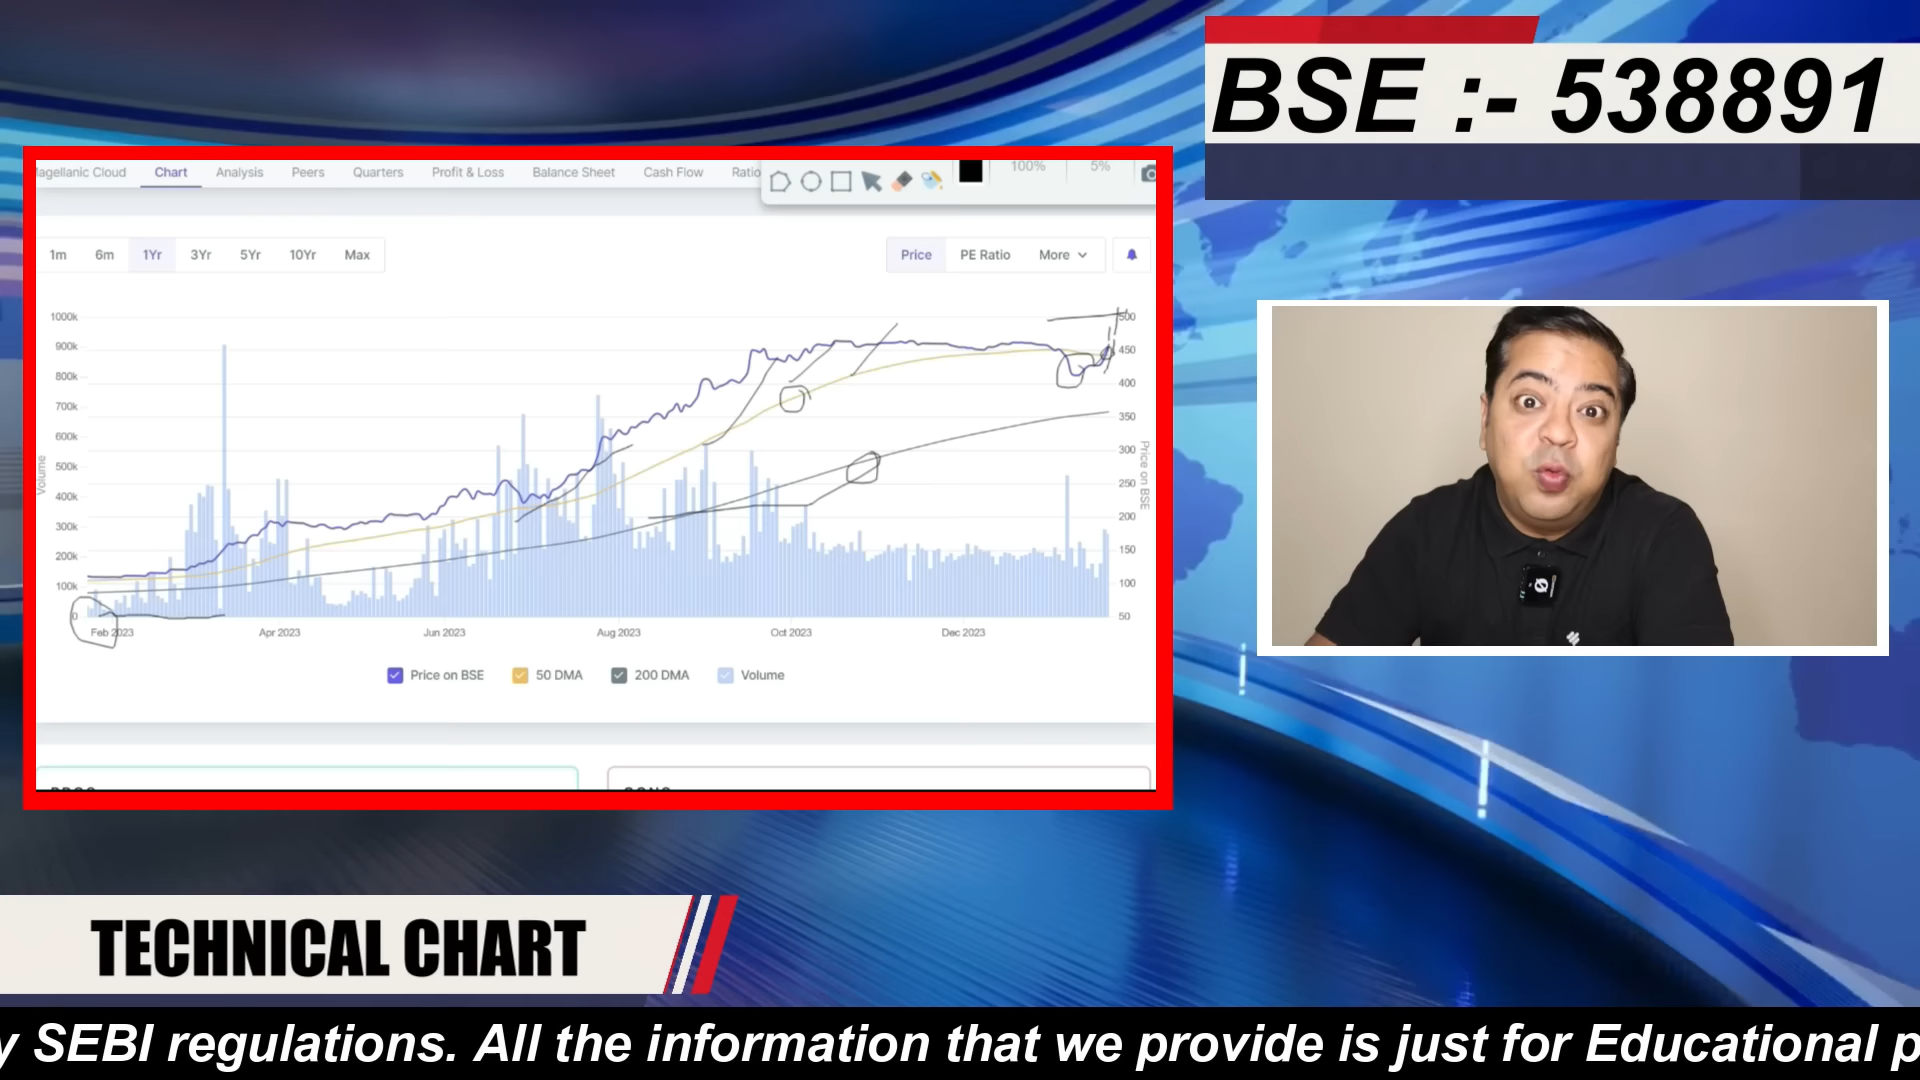 BSE :- 538891
agellanic Cloud Chart Analysis Peers Quarters Profit & Loss Balance Sheet Cash Flow Ratio
100% 5%
1m 6m 1Yr 3Yr 5Yr 10Yr Max
Price PE Ratio More
1000k
900k
800k
700k
600k
500k
400k
300k
200k
100k
0
Volume
500
450
400
350
300
250
200
150
100
50
Price on BSE
Feb 2023 Apr 2023 Jun 2023 Aug 2023 Oct 2023 Dec 2023
Price on BSE 50 DMA 200 DMA Volume
TECHNICAL CHART
y SEBI regulations. All the information that we provide is just for Educational p